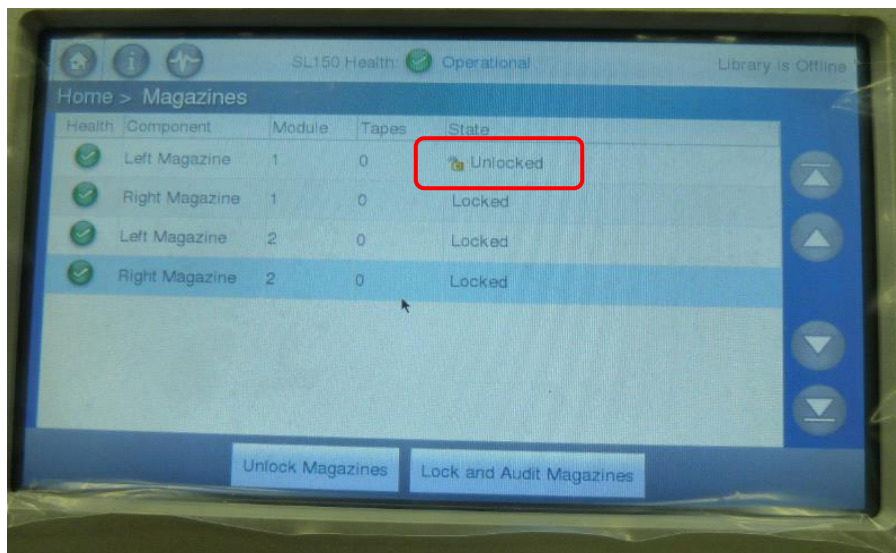 SL150 Health: Operational Library is Offline
Home > Magazines
Health Component Module Tapes State
Left Magazine 1 0 Unlocked
Right Magazine 1 0 Locked
Left Magazine 2 0 Locked
Right Magazine 2 0 Locked
Unlock Magazines Lock and Audit Magazines